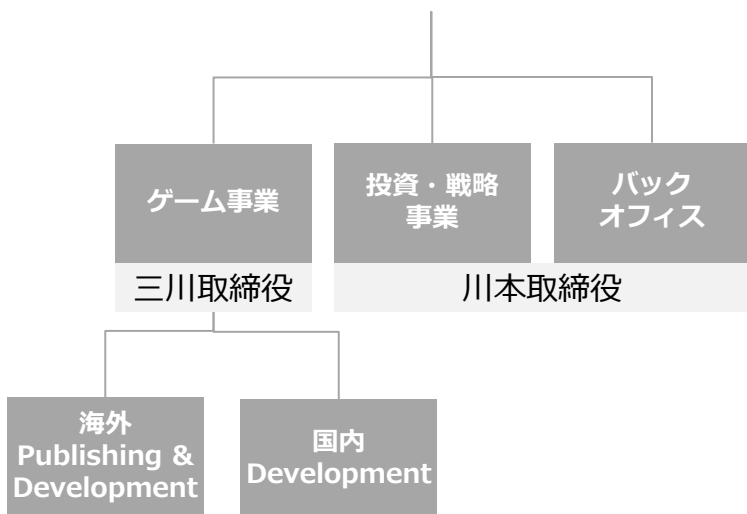 ゲーム事業
投資・戦略
事業
バック
オフィス
三川取締役
川本取締役
海外
Publishing &
Development
国内
Development